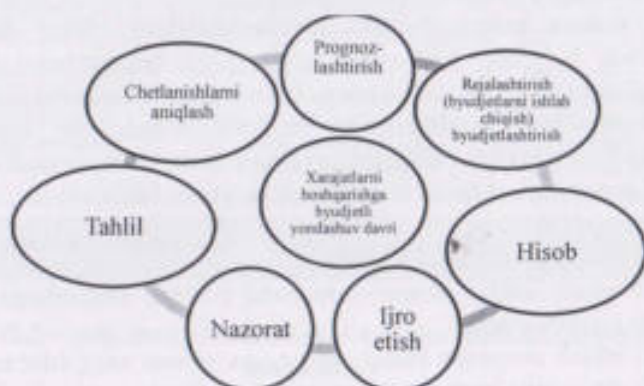 Prognoz-
lashtirish
Rejalashtirish
(byudjetlarni ishlab
chiqish)
byudjetlashtirish
Hisob
Ijro
etish
Nazorat
Tahlil
Chetlanishlarni
aniqlash
Xarajatlarni
boshqarishga
byudjetli
yondashuv davri